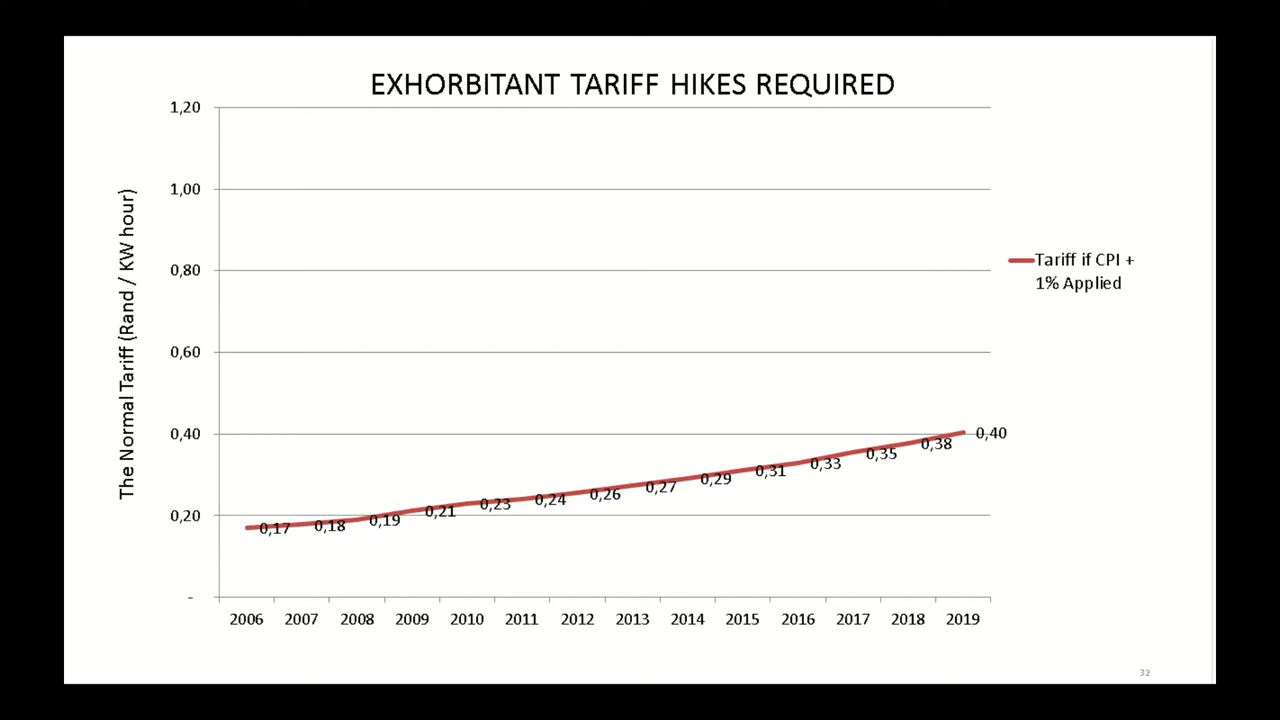 EXHORBITANT TARIFF HIKES REQUIRED
The Normal Tariff (Rand / KW hour)
1,20
1,00
0,80
0,60
0,40
0,20
-
Tariff if CPI +
1% Applied
0,17 0,18 0,19 0,21 0,23 0,24 0,26 0,27 0,29 0,31 0,33 0,35 0,38 0,40
2006 2007 2008 2009 2010 2011 2012 2013 2014 2015 2016 2017 2018 2019
32